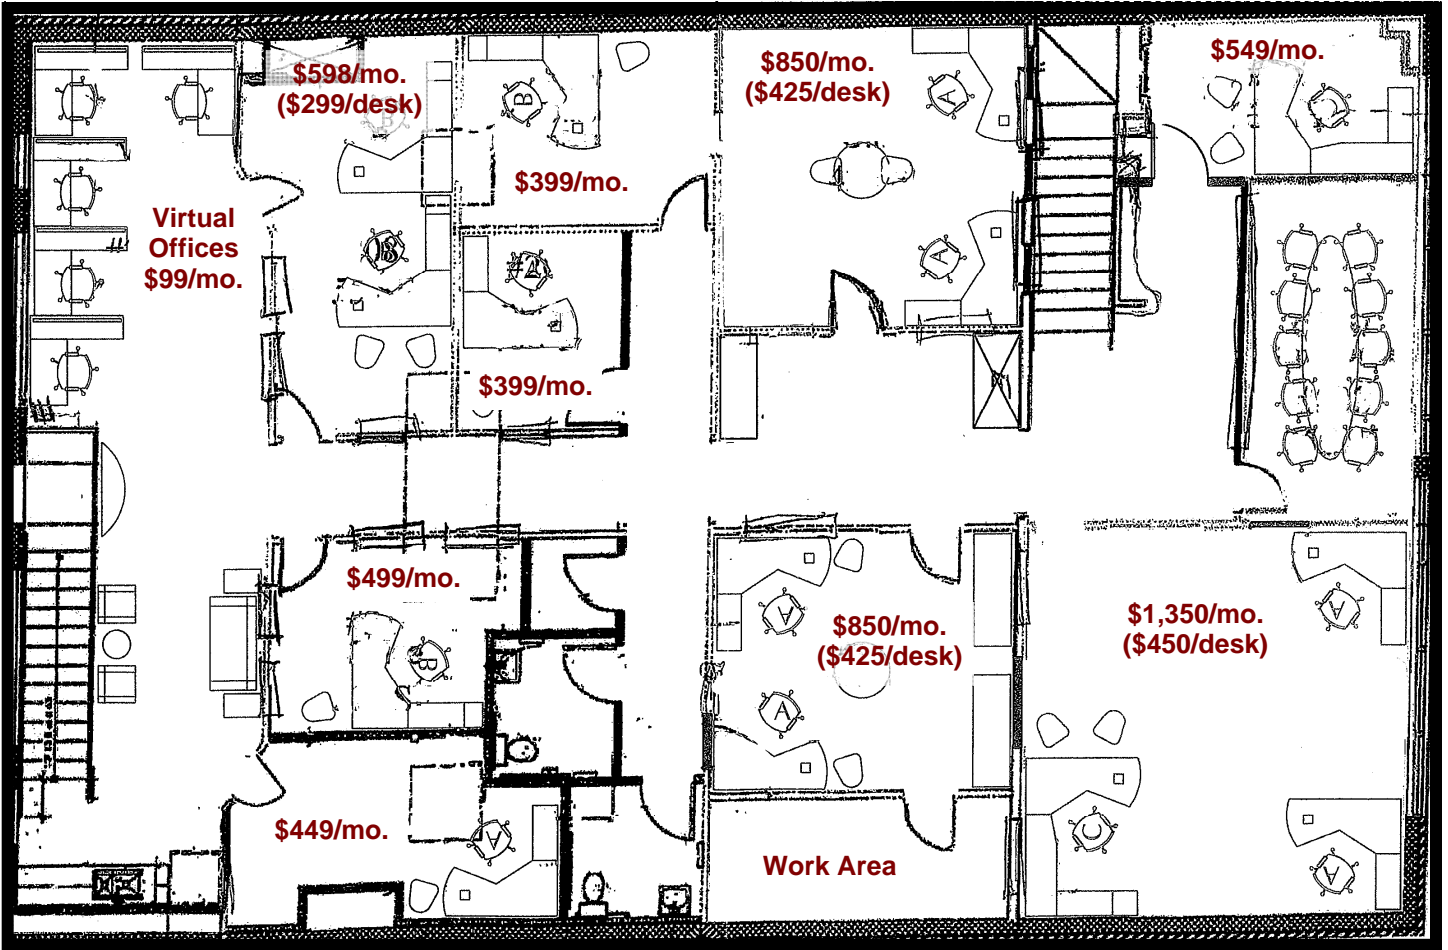 $598/mo.
($299/desk)
$850/mo.
($425/desk)
$549/mo.
B
A
B
$399/mo.
Virtual
Offices
$99/mo.
B
#2
A
$399/mo.
$499/mo.
A
$850/mo.
($425/desk)
$1,350/mo.
($450/desk)
A
B
A
$449/mo.
A
C
Work Area
A